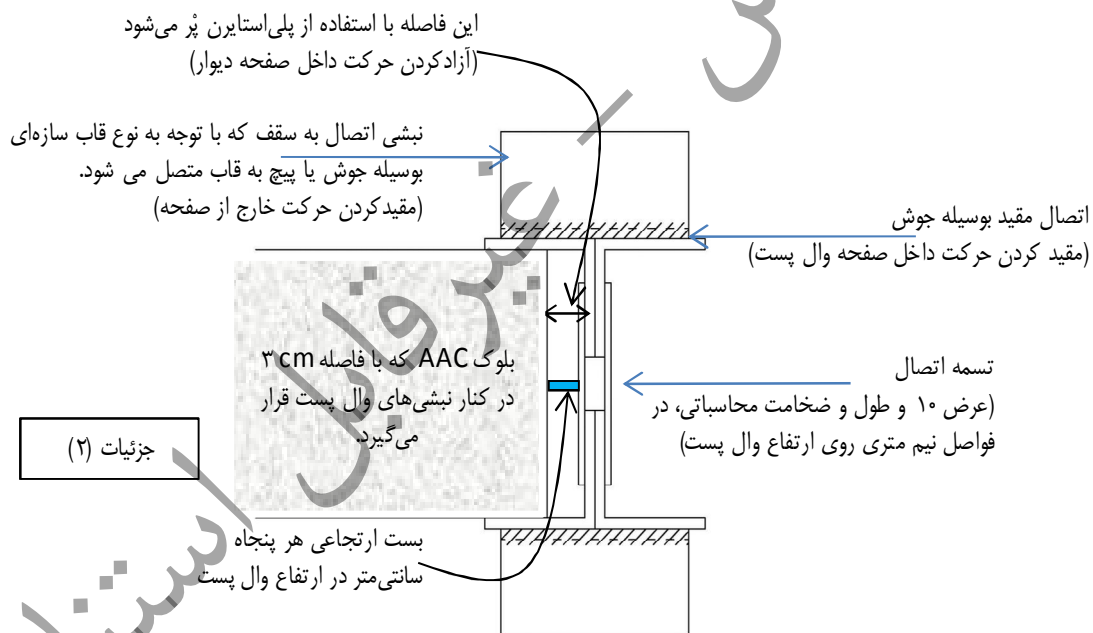 این فاصله با استفاده از پلی‌استایرن پُر می‌شود
(آزادکردن حرکت داخل صفحه دیوار)
نبشی اتصال به سقف که با توجه به نوع قاب سازه‌ای
بوسیله جوش یا پیچ به قاب متصل می شود.
(مقیدکردن حرکت خارج از صفحه)
اتصال مقید بوسیله جوش
(مقید کردن حرکت داخل صفحه وال پست)
بلوک AAC که با فاصله ۳ cm
در کنار نبشی‌های وال پست قرار
می‌گیرد.
تسمه اتصال
(عرض ۱۰ و طول و ضخامت محاسباتی، در
فواصل نیم متری روی ارتفاع وال پست)
جزئیات (۲)
بست ارتجاعی هر پنجاه
سانتی‌متر در ارتفاع وال پست
غیرقابل